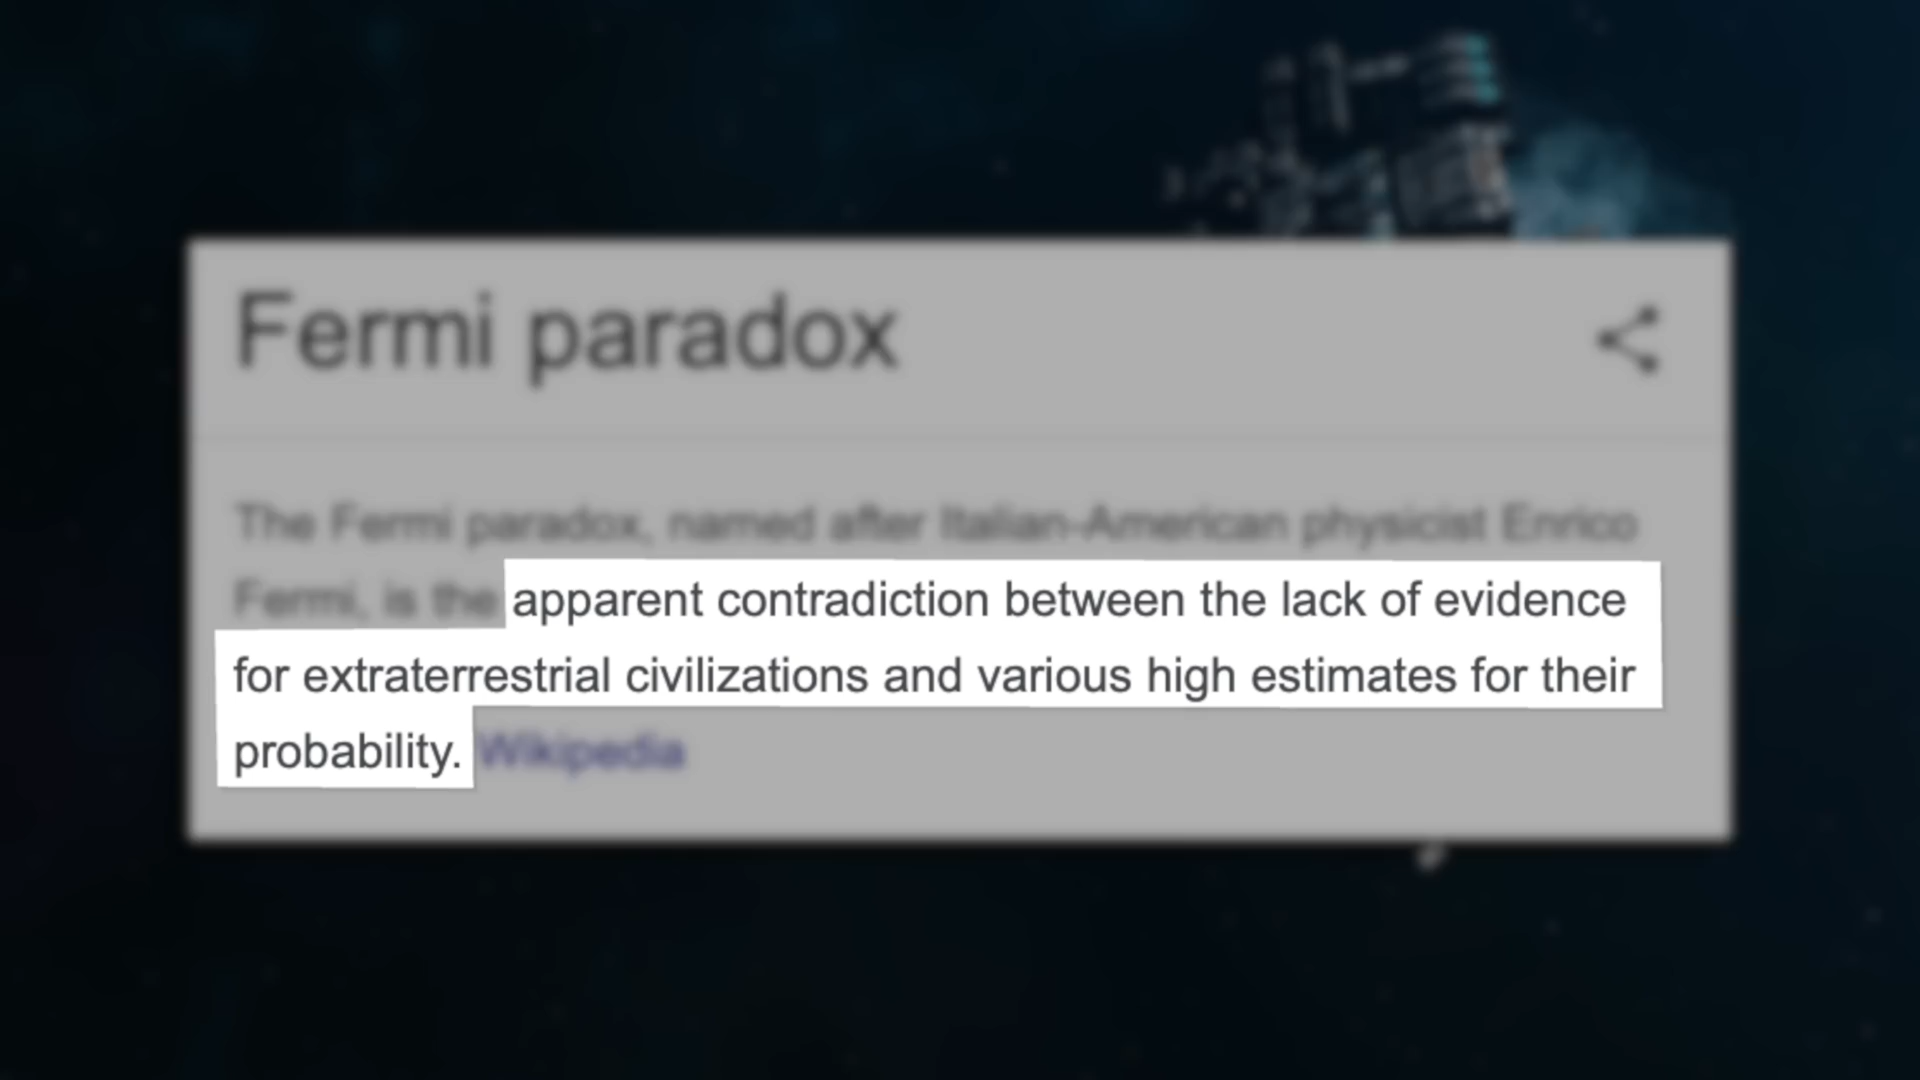 Fermi paradox
The Fermi paradox, named after Italian-American physicist Enrico
Fermi, is the apparent contradiction between the lack of evidence
for extraterrestrial civilizations and various high estimates for their
probability. Wikipedia